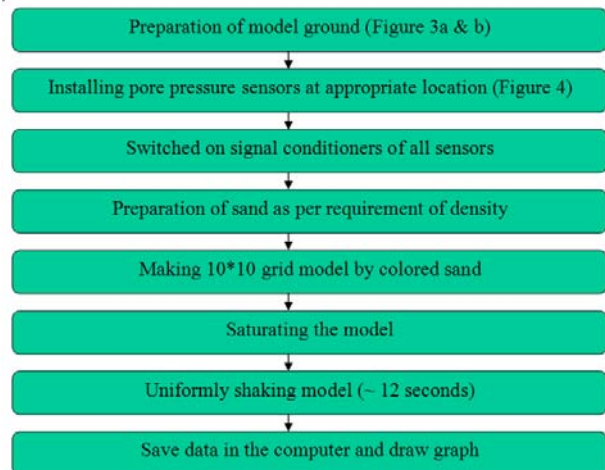 Preparation of model ground (Figure 3a & b)
Installing pore pressure sensors at appropriate location (Figure 4)
Switched on signal conditioners of all sensors
Preparation of sand as per requirement of density
Making 10*10 grid model by colored sand
Saturating the model
Uniformly shaking model (~ 12 seconds)
Save data in the computer and draw graph